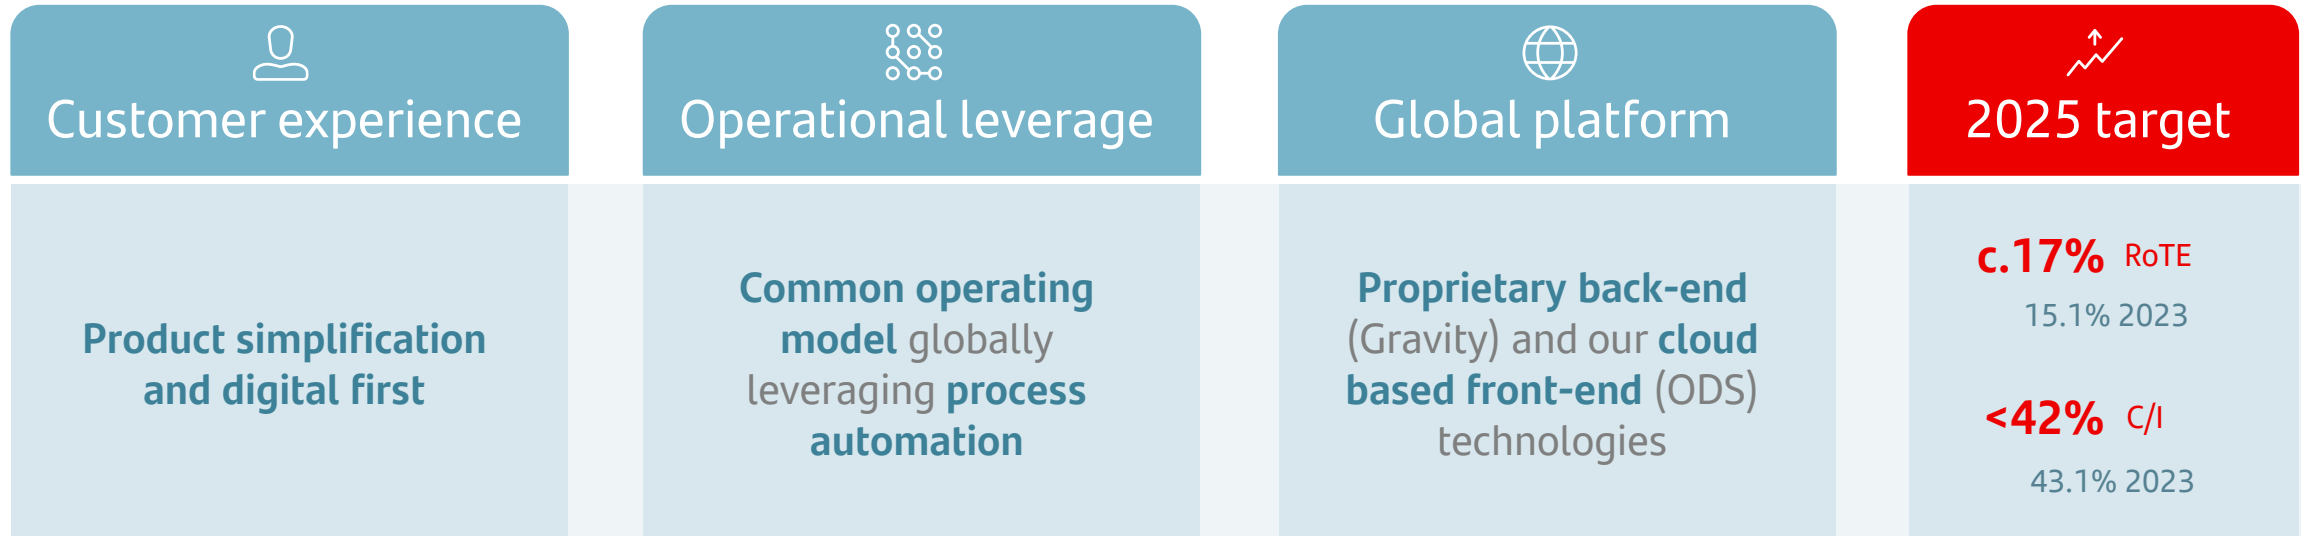 Customer experience
Product simplification
and digital first
Operational leverage
Common operating
model globally
leveraging process
automation
Global platform
Proprietary back-end
(Gravity) and our cloud
based front-end (ODS)
technologies
2025 target
c.17% RoTE
15.1% 2023
<42% C/I
43.1% 2023